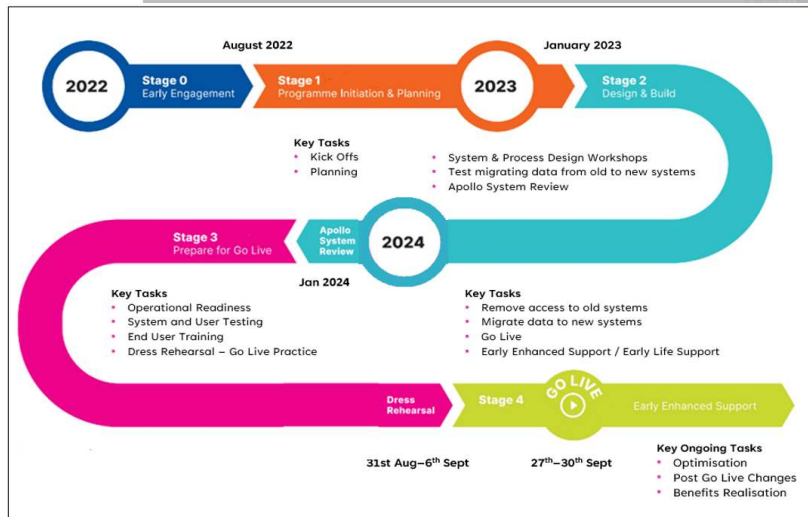 August 2022
January 2023
2022
Stage 0
Early Engagement
Stage 1
Programme Initiation & Planning
2023
Stage 2
Design & Build
Key Tasks
• Kick Offs
• Planning
• System & Process Design Workshops
• Test migrating data from old to new systems
• Apollo System Review
Stage 3
Prepare for Go Live
Apollo
System
Review
2024
Jan 2024
Key Tasks
• Operational Readiness
• System and User Testing
• End User Training
• Dress Rehearsal – Go Live Practice
Key Tasks
• Remove access to old systems
• Migrate data to new systems
• Go Live
• Early Enhanced Support / Early Life Support
Dress
Rehearsal
Stage 4
GO LIVE
Early Enhanced Support
31st Aug–6th Sept
27th–30th Sept
Key Ongoing Tasks
• Optimisation
• Post Go Live Changes
• Benefits Realisation